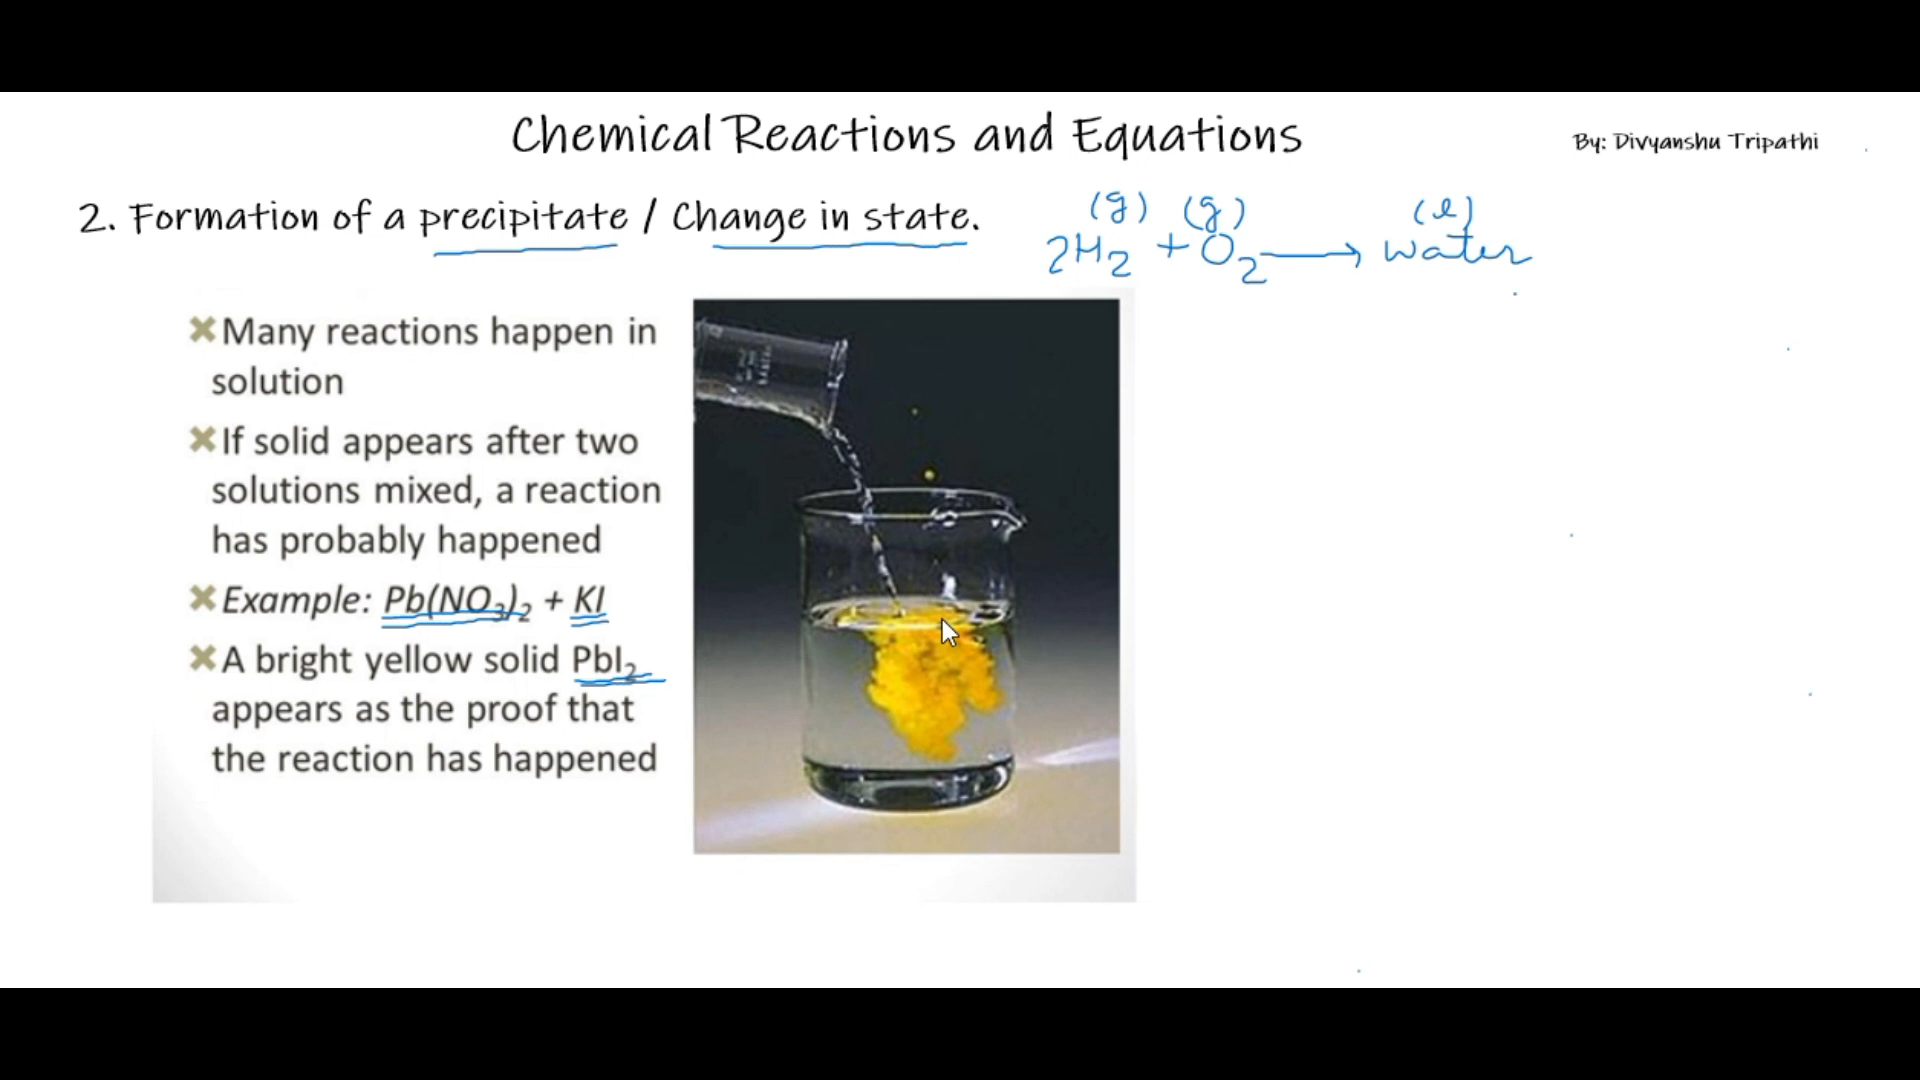 Chemical Reactions and Equations
By: Divyanshu Tripathi
2. Formation of a precipitate / Change in state.
(g) (g) (l)
2H2 + O2 → water
Many reactions happen in
solution
If solid appears after two
solutions mixed, a reaction
has probably happened
Example: Pb(NO3)2 + KI
A bright yellow solid PbI2
appears as the proof that
the reaction has happened